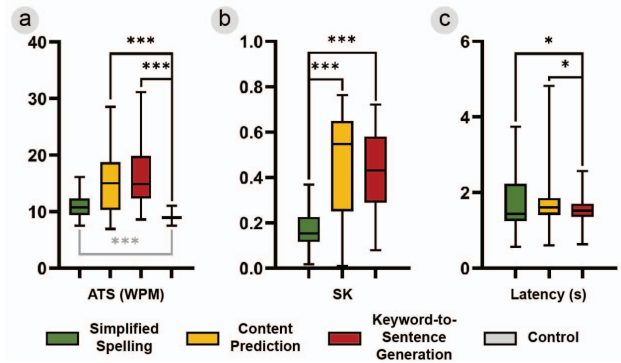 a
b
c
40
30
20
10
0
***
***
***
ATS (WPM)
1.0
0.8
0.6
0.4
0.2
0.0
***
***
SK
6
4
2
0
*
*
Latency (s)
Simplified
Spelling
Content
Prediction
Keyword-to-
Sentence
Generation
Control